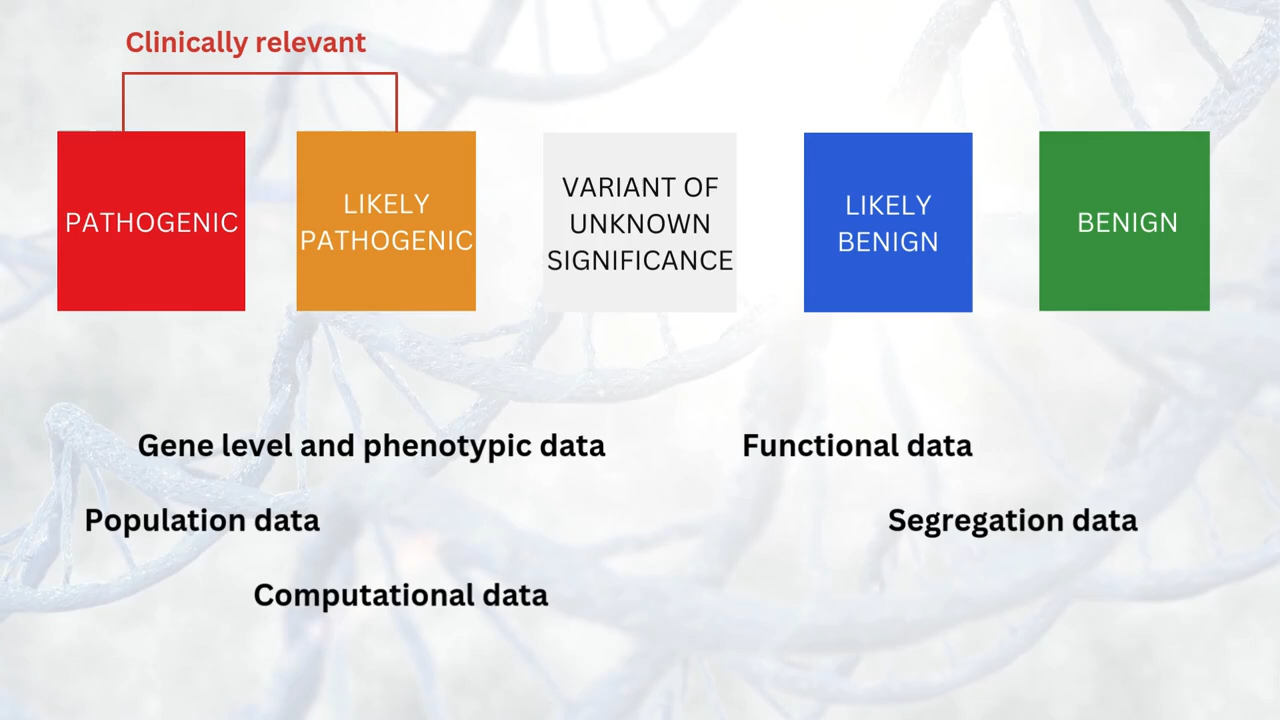 Clinically relevant
PATHOGENIC
LIKELY
PATHOGENIC
VARIANT OF
UNKNOWN
SIGNIFICANCE
LIKELY
BENIGN
BENIGN
Gene level and phenotypic data
Functional data
Population data
Segregation data
Computational data